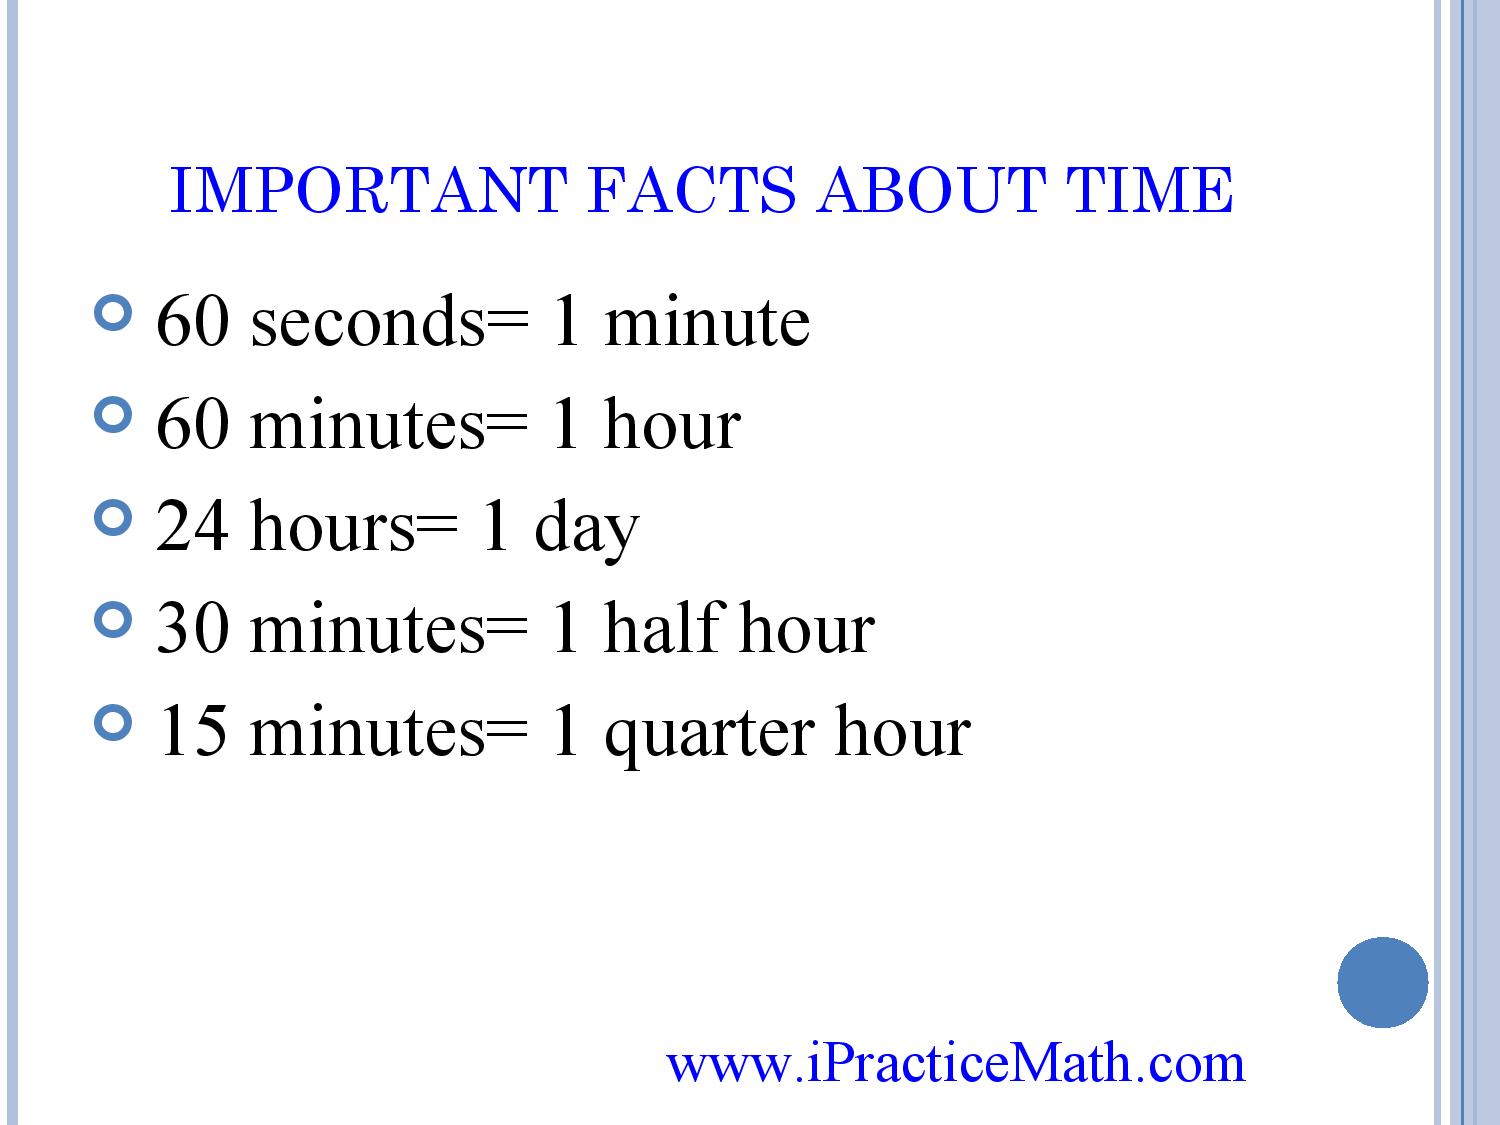 IMPORTANT FACTS ABOUT TIME
60 seconds= 1 minute
60 minutes= 1 hour
24 hours= 1 day
30 minutes= 1 half hour
15 minutes= 1 quarter hour
www.iPracticeMath.com